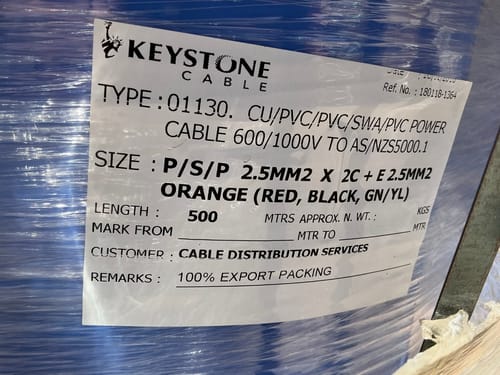 KEYSTONE
CABLE
Ref. No. : 180118-1364
TYPE : 01130. CU/PVC/PVC/SWA/PVC POWER
CABLE 600/1000V TO AS/NZS5000.1
SIZE : P/S/P 2.5MM2 X 2C + E 2.5MM2
ORANGE (RED, BLACK, GN/YL)
LENGTH : 500 MTRS APPROX. N. WT. : KGS
MARK FROM MTR TO MTR
CUSTOMER : CABLE DISTRIBUTION SERVICES
REMARKS : 100% EXPORT PACKING